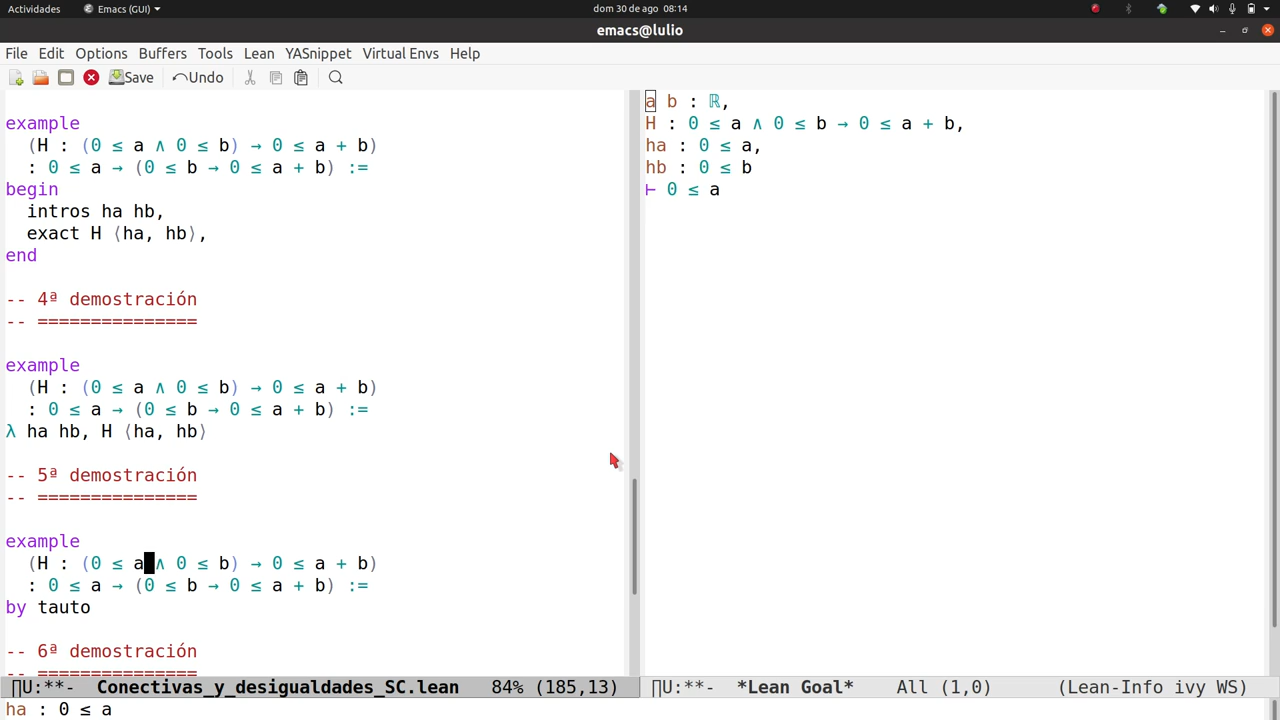 Actividades Emacs (GUI) dom 30 de ago 08:14
emacs@lulio
File Edit Options Buffers Tools Lean YASnippet Virtual Envs Help
Save Undo
example
(H : (0 ≤ a ∧ 0 ≤ b) → 0 ≤ a + b)
: 0 ≤ a → (0 ≤ b → 0 ≤ a + b) :=
begin
intros ha hb,
exact H ⟨ha, hb⟩,
end
-- 4ª demostración
-- ===============
example
(H : (0 ≤ a ∧ 0 ≤ b) → 0 ≤ a + b)
: 0 ≤ a → (0 ≤ b → 0 ≤ a + b) :=
λ ha hb, H ⟨ha, hb⟩
-- 5ª demostración
-- ===============
example
(H : (0 ≤ a ∧ 0 ≤ b) → 0 ≤ a + b)
: 0 ≤ a → (0 ≤ b → 0 ≤ a + b) :=
by tauto
-- 6ª demostración
-- ===============
∏U:**- Conectivas_y_desigualdades_SC.lean 84% (185,13)
ha : 0 ≤ a
a b : ℝ,
H : 0 ≤ a ∧ 0 ≤ b → 0 ≤ a + b,
ha : 0 ≤ a,
hb : 0 ≤ b
⊢ 0 ≤ a
∏U:**- *Lean Goal* All (1,0) (Lean-Info ivy WS)